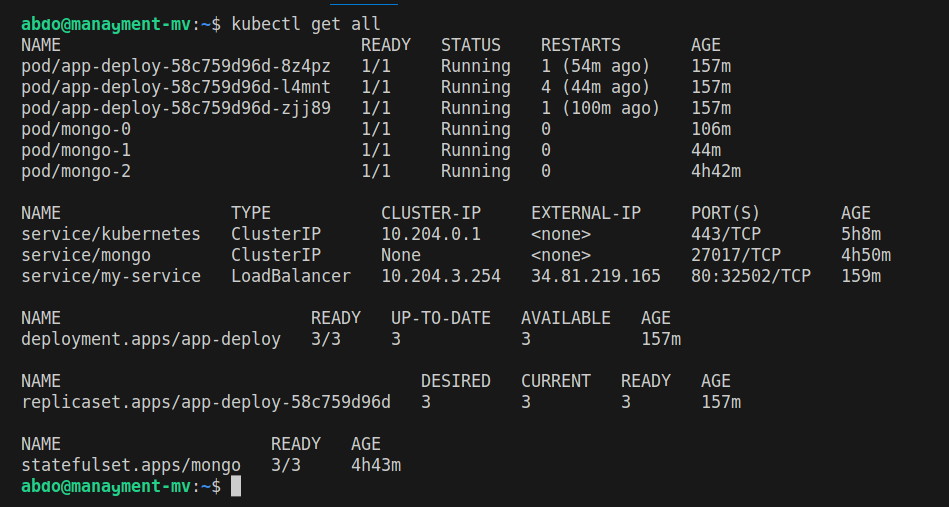 abdo@manayment-mv:~$ kubectl get all
NAME READY STATUS RESTARTS AGE
pod/app-deploy-58c759d96d-8z4pz 1/1 Running 1 (54m ago) 157m
pod/app-deploy-58c759d96d-l4mnt 1/1 Running 4 (44m ago) 157m
pod/app-deploy-58c759d96d-zjj89 1/1 Running 1 (100m ago) 157m
pod/mongo-0 1/1 Running 0 106m
pod/mongo-1 1/1 Running 0 44m
pod/mongo-2 1/1 Running 0 4h42m
NAME TYPE CLUSTER-IP EXTERNAL-IP PORT(S) AGE
service/kubernetes ClusterIP 10.204.0.1 <none> 443/TCP 5h8m
service/mongo ClusterIP None <none> 27017/TCP 4h50m
service/my-service LoadBalancer 10.204.3.254 34.81.219.165 80:32502/TCP 159m
NAME READY UP-TO-DATE AVAILABLE AGE
deployment.apps/app-deploy 3/3 3 3 157m
NAME DESIRED CURRENT READY AGE
replicaset.apps/app-deploy-58c759d96d 3 3 3 157m
NAME READY AGE
statefulset.apps/mongo 3/3 4h43m
abdo@manayment-mv:~$